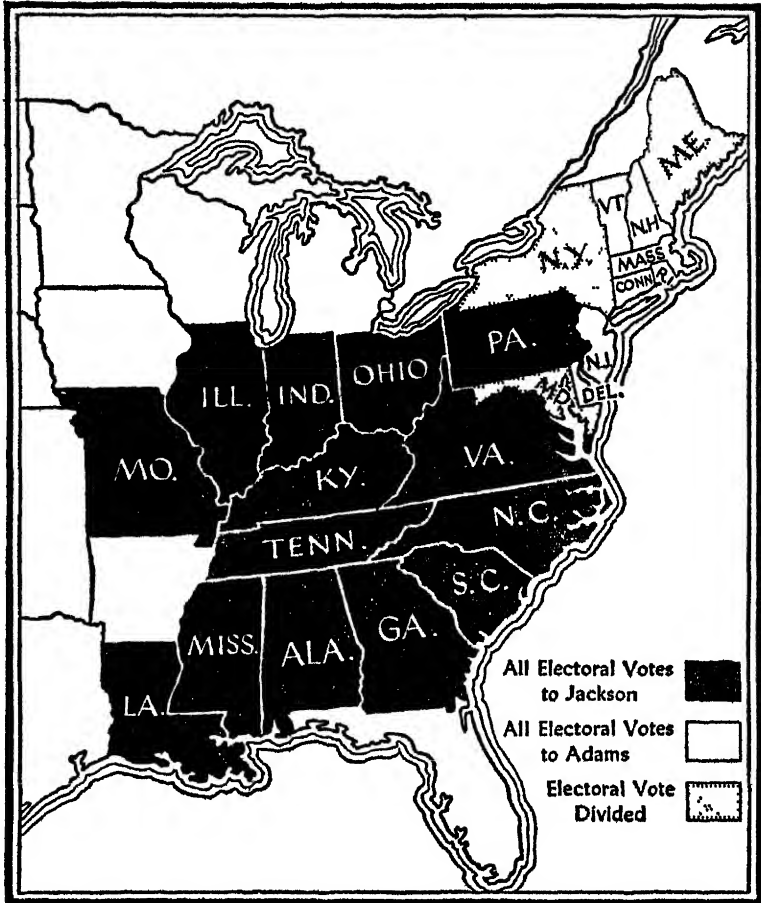 ME.
VT.
N.H.
N.Y.
MASS
CONN
R.
PA.
N.J.
MD.
DEL.
OHIO
ILL.
IND.
MO.
KY.
VA.
N.C.
TENN.
S.C.
MISS.
ALA.
GA.
LA.
All Electoral Votes
to Jackson
All Electoral Votes
to Adams
Electoral Vote
Divided